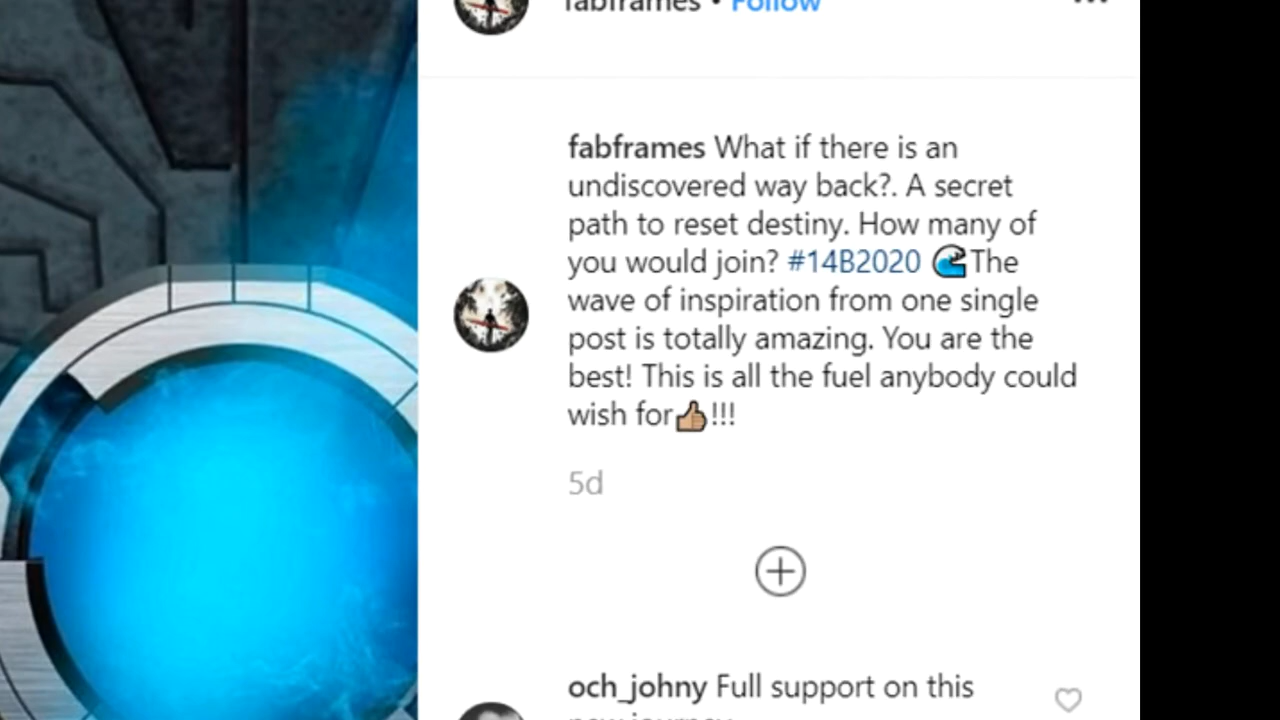 fabframes • Follow
fabframes What if there is an
undiscovered way back?. A secret
path to reset destiny. How many of
you would join? #14B2020 🌊The
wave of inspiration from one single
post is totally amazing. You are the
best! This is all the fuel anybody could
wish for👍🏼!!!
5d
och_johny Full support on this
new journey